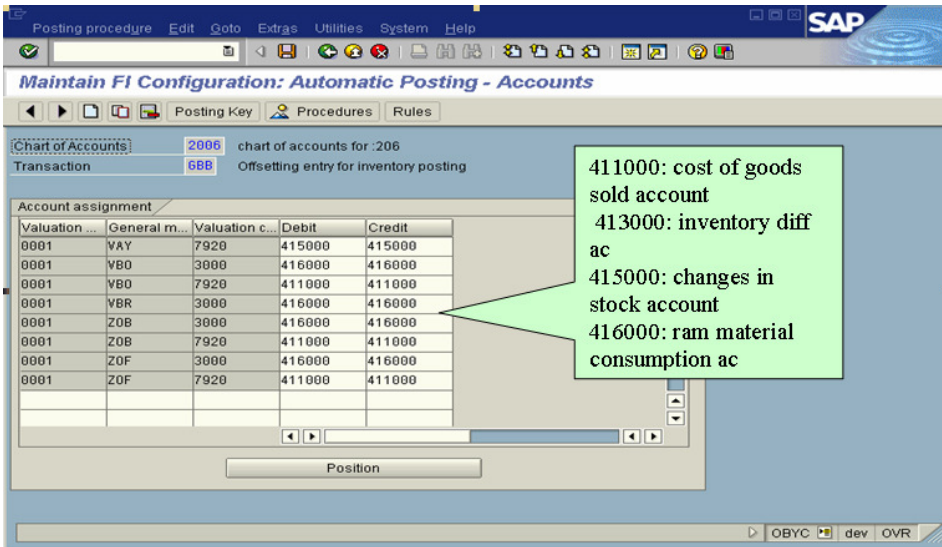 Posting procedure Edit Goto Extras Utilities System Help
SAP
Maintain FI Configuration: Automatic Posting - Accounts
Posting Key Procedures Rules
Chart of Accounts 2006 chart of accounts for :206
Transaction GBB Offsetting entry for inventory posting
Account assignment
Valuation ... General m... Valuation c... Debit Credit
0001 VAY 7920 415000 415000
0001 VBO 3000 416000 416000
0001 VBO 7920 411000 411000
0001 VBR 3000 416000 416000
0001 ZOB 3000 416000 416000
0001 ZOB 7920 411000 411000
0001 ZOF 3000 416000 416000
0001 ZOF 7920 411000 411000
411000: cost of goods
sold account
413000: inventory diff
ac
415000: changes in
stock account
416000: ram material
consumption ac
Position
OBYC dev OVR